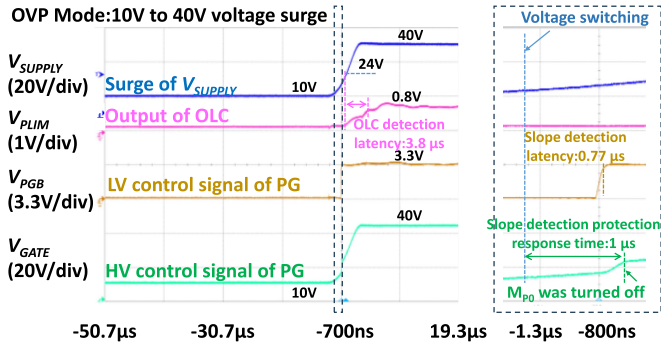 OVP Mode:10V to 40V voltage surge
Voltage switching
40V
V_SUPPLY
(20V/div)
24V
Surge of V_SUPPLY
10V
0.8V
V_PLIM
(1V/div)
Output of OLC
OLC detection
latency:3.8 µs
Slope detection
latency:0.77 µs
3.3V
V_PGB
(3.3V/div)
LV control signal of PG
40V
Slope detection protection
response time:1 µs
V_GATE
(20V/div)
HV control signal of PG
10V
M_P0 was turned off
-50.7µs -30.7µs -700ns 19.3µs -1.3µs -800ns